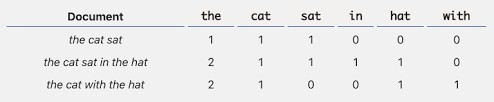 Document the cat sat in hat with
the cat sat 1 1 1 0 0 0
the cat sat in the hat 2 1 1 1 1 0
the cat with the hat 2 1 0 0 1 1